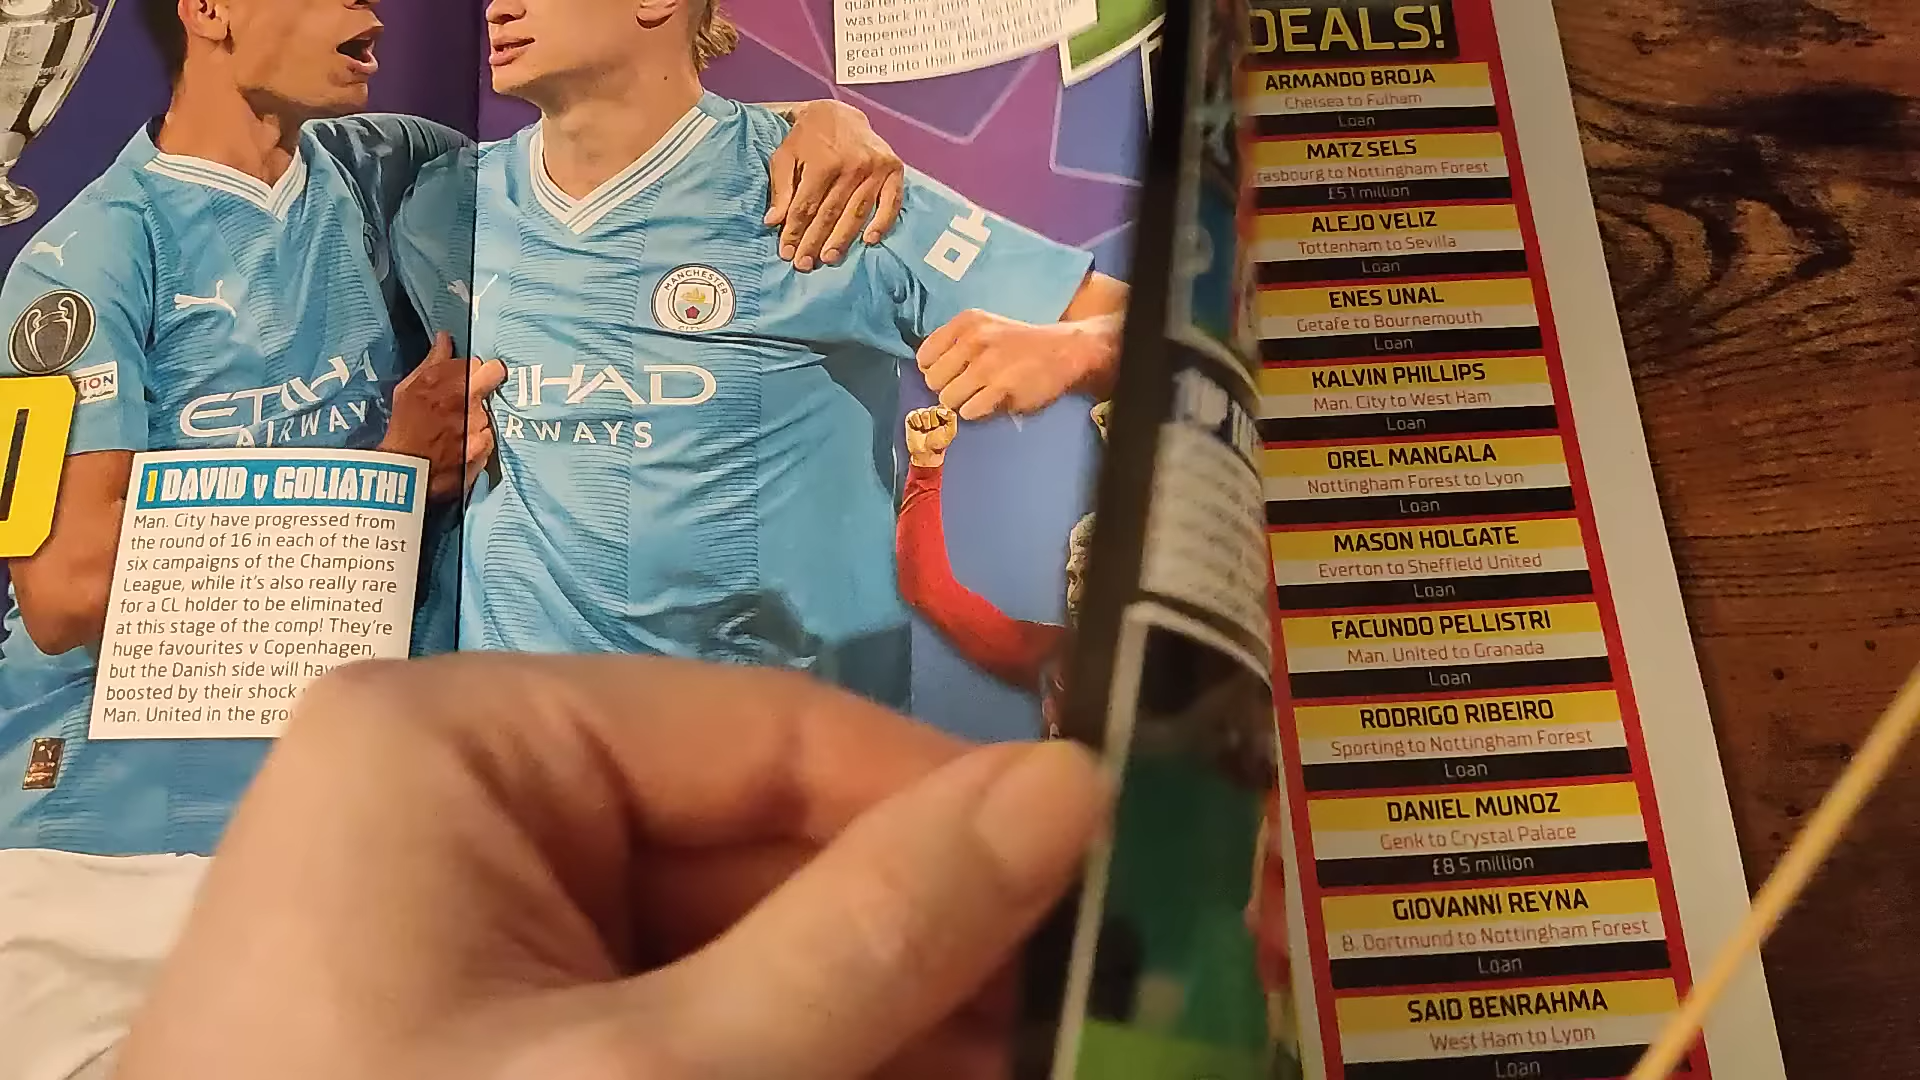 quarter
was back in
happened to
great omen for
going into their double header
MANCHESTER
CITY
ETIHAD
AIRWAYS
IHAD
RWAYS
ION
1 DAVID v GOLIATH!
Man. City have progressed from
the round of 16 in each of the last
six campaigns of the Champions
League, while it's also really rare
for a CL holder to be eliminated
at this stage of the comp! They're
huge favourites v Copenhagen,
but the Danish side will hav
boosted by their shock
Man. United in the gro
DEALS!
ARMANDO BROJA
Chelsea to Fulham
Loan
MATZ SELS
rasbourg to Nottingham Forest
£5.1 million
ALEJO VELIZ
Tottenham to Sevilla
Loan
ENES UNAL
Getafe to Bournemouth
Loan
KALVIN PHILLIPS
Man. City to West Ham
Loan
OREL MANGALA
Nottingham Forest to Lyon
Loan
MASON HOLGATE
Everton to Sheffield United
Loan
FACUNDO PELLISTRI
Man. United to Granada
Loan
RODRIGO RIBEIRO
Sporting to Nottingham Forest
Loan
DANIEL MUNOZ
Genk to Crystal Palace
£8.5 million
GIOVANNI REYNA
B. Dortmund to Nottingham Forest
Loan
SAID BENRAHMA
West Ham to Lyon
Loan